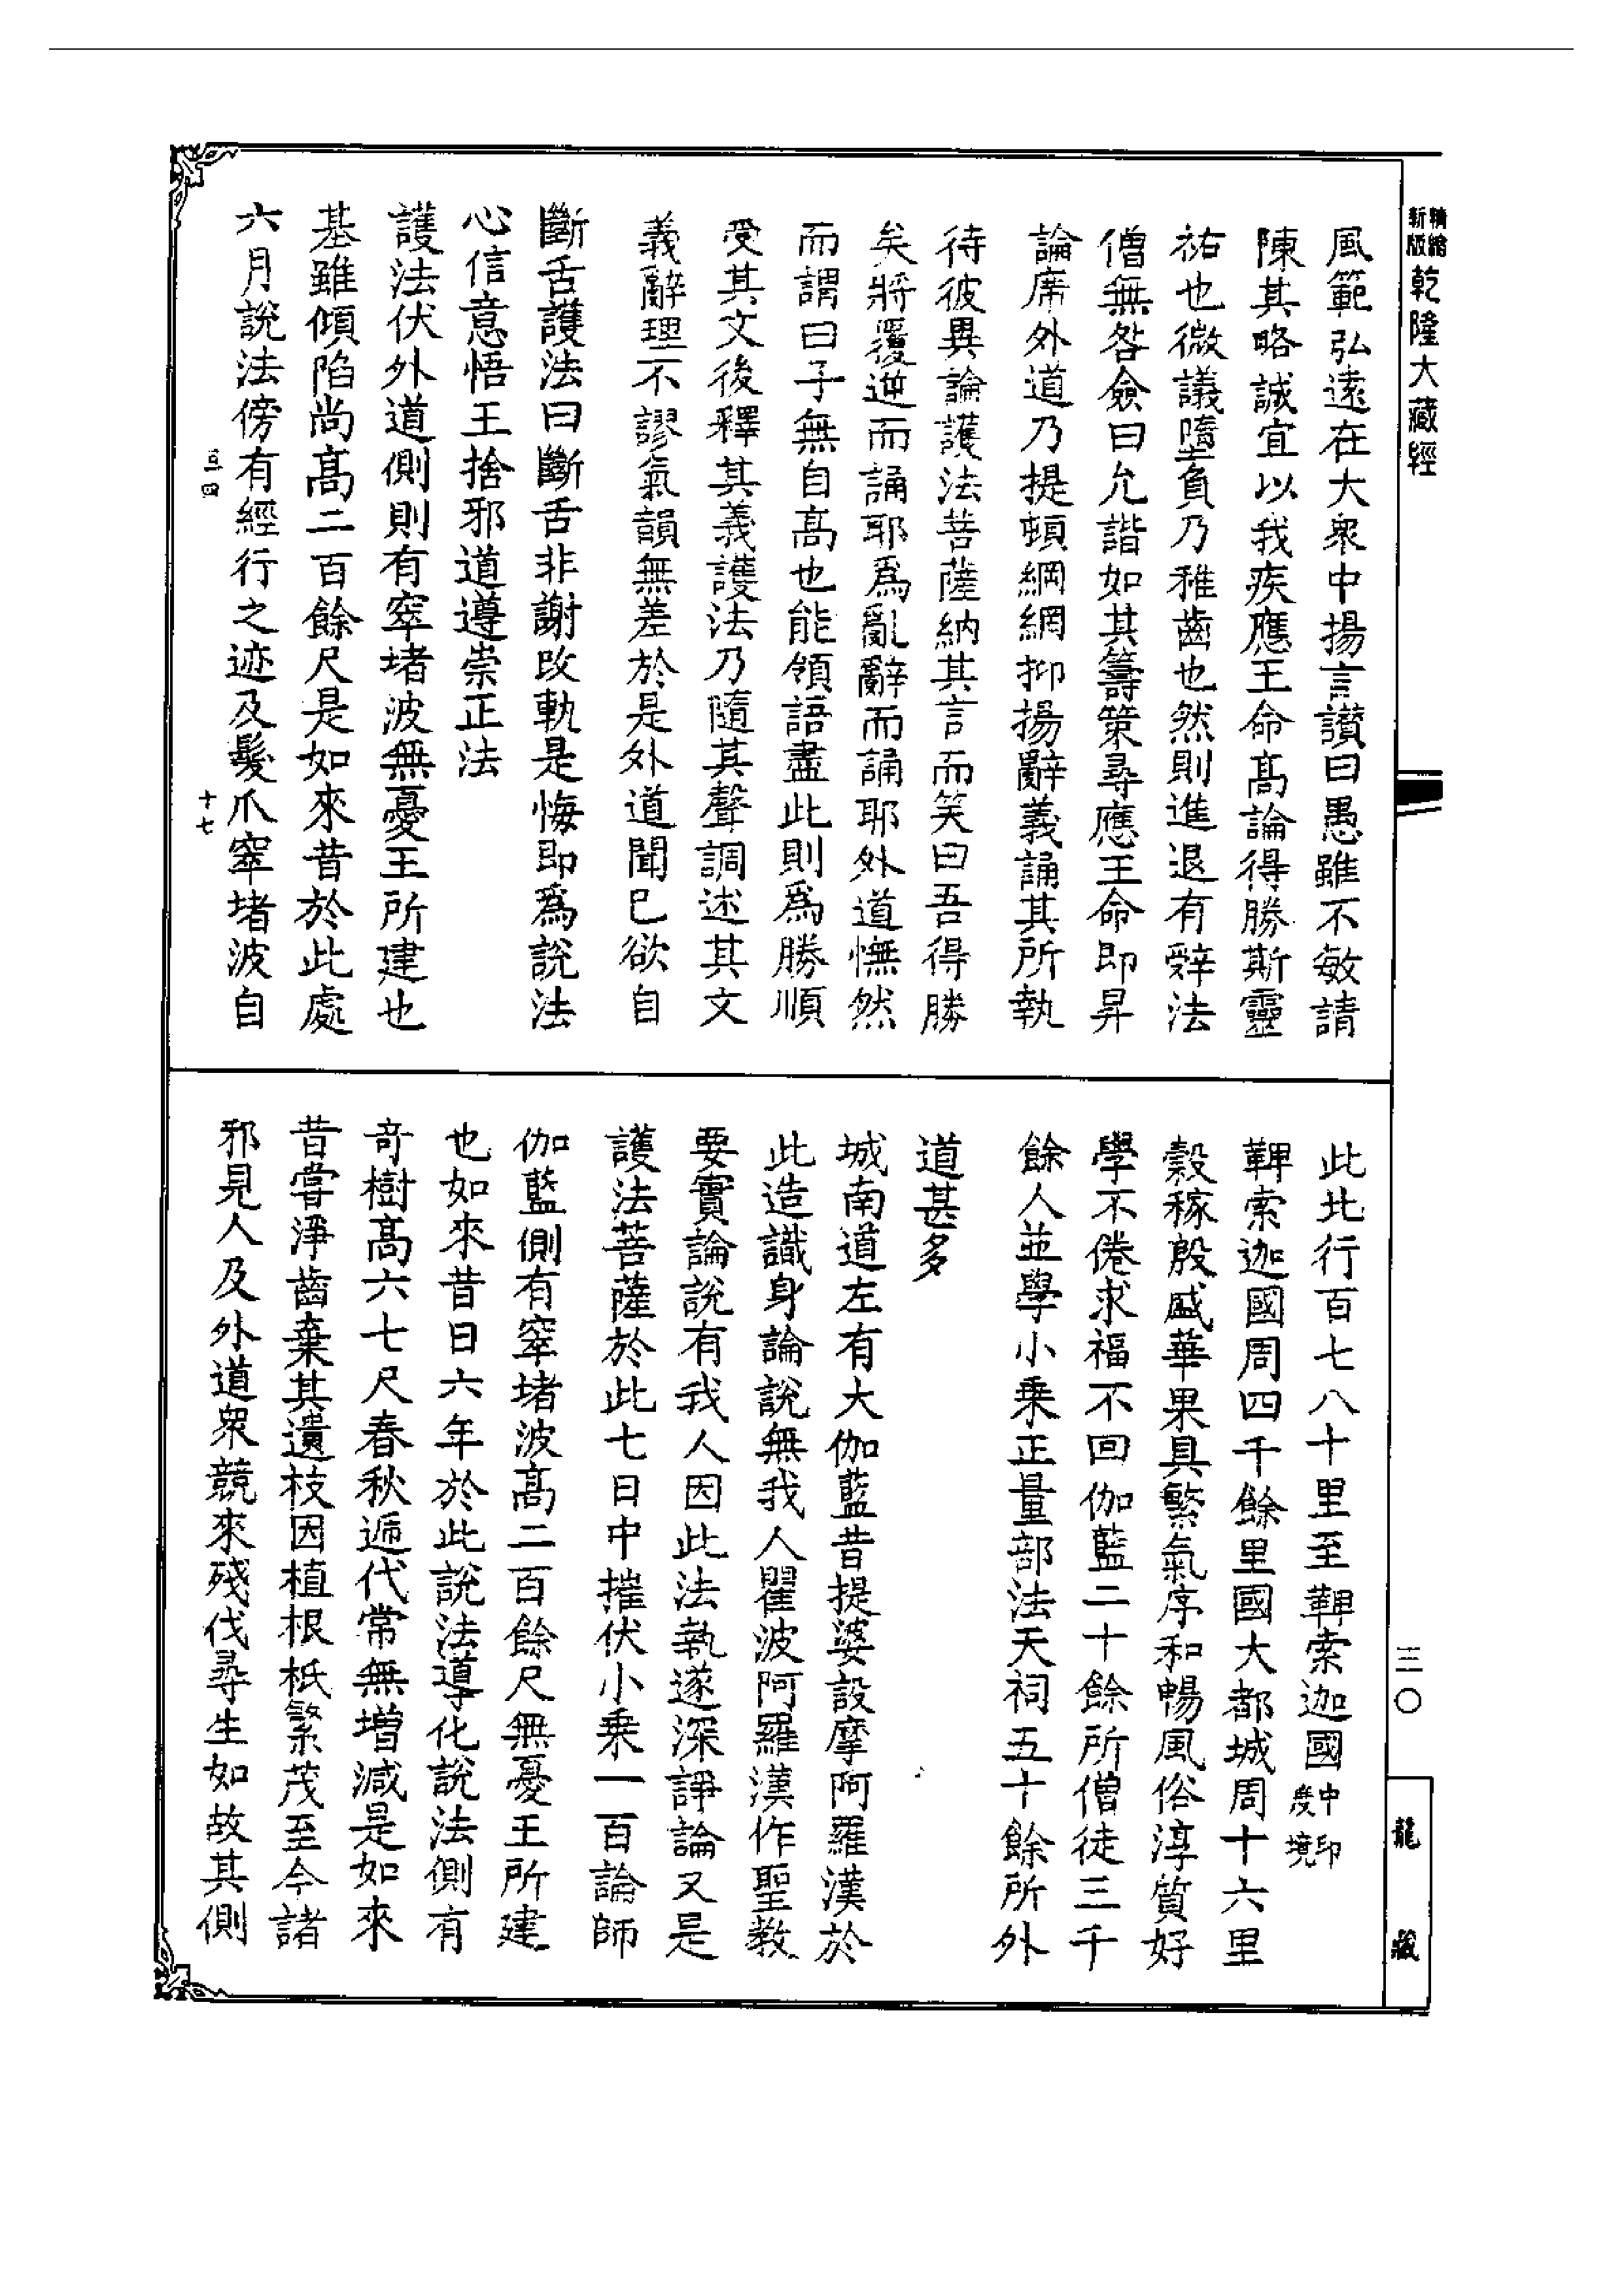 精繪新版
乾隆大藏經
三〇
龍藏
風範弘遠在大衆中揚言讚曰愚雖不敏請
陳其略誠宜以我疾應王命高論得勝斯靈
祐也微議墮負乃稚齒也然則進退有辭法
僧無咎僉曰允諧如其籌策尋應王命即昇
論席外道乃提頓綱網抑揚辭義誦其所執
待彼異論護法菩薩納其言而笑曰吾得勝
矣將覆逆而誦耶爲亂辭而誦耶外道憮然
而謂曰子無自高也能領語盡此則爲勝順
受其文後釋其義護法乃隨其聲調述其文
義辭理不謬氣韻無差於是外道聞已欲自
斷舌護法曰斷舌非謝改軌是悔即爲說法
心信意悟王捨邪道遵崇正法
護法伏外道側則有窣堵波無憂王所建也
基雖傾陷尚高二百餘尺是如來昔於此處
六月說法傍有經行之迹及髮爪窣堵波自
亘四
十七
此北行百七八十里至鞞索迦國中印度境
鞞索迦國周四千餘里國大都城周十六里
穀稼殷盛華果具繁氣序和暢風俗淳質好
學不倦求福不回伽藍二十餘所僧徒三千
餘人並學小乘正量部法天祠五十餘所外
道甚多
城南道左有大伽藍昔提婆設摩阿羅漢於
此造識身論說無我人瞿波阿羅漢作聖教
要實論說有我人因此法執遂深諍論又是
護法菩薩於此七日中摧伏小乘一百論師
伽藍側有窣堵波高二百餘尺無憂王所建
也如來昔日六年於此說法導化說法側有
奇樹高六七尺春秋遞代常無增減是如來
昔嘗淨齒棄其遺枝因植根柢繁茂至今諸
邪見人及外道衆競來殘伐尋生如故其側